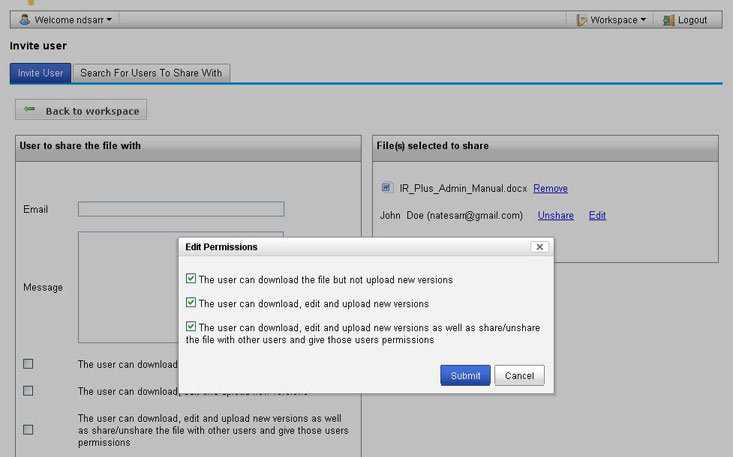 Welcome ndsarr
Workspace
Logout
Invite user
Invite User
Search For Users To Share With
Back to workspace
User to share the file with
File(s) selected to share
IR_Plus_Admin_Manual.docx Remove
Email
John Doe (natesarr@gmail.com) Unshare Edit
Message
Edit Permissions
The user can download the file but not upload new versions
The user can download, edit and upload new versions
The user can download, edit and upload new versions as well as share/unshare
the file with other users and give those users permissions
Submit
Cancel
The user can download
The user can download, edit and upload new versions
The user can download, edit and upload new versions as well
as share/unshare the file with other users and give those users
permissions